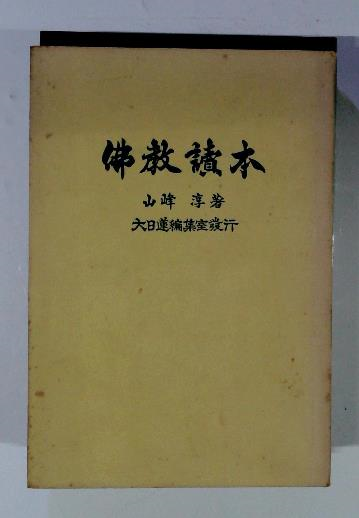 佛教讀本
山峰 淳著
大日蓮編集室發行